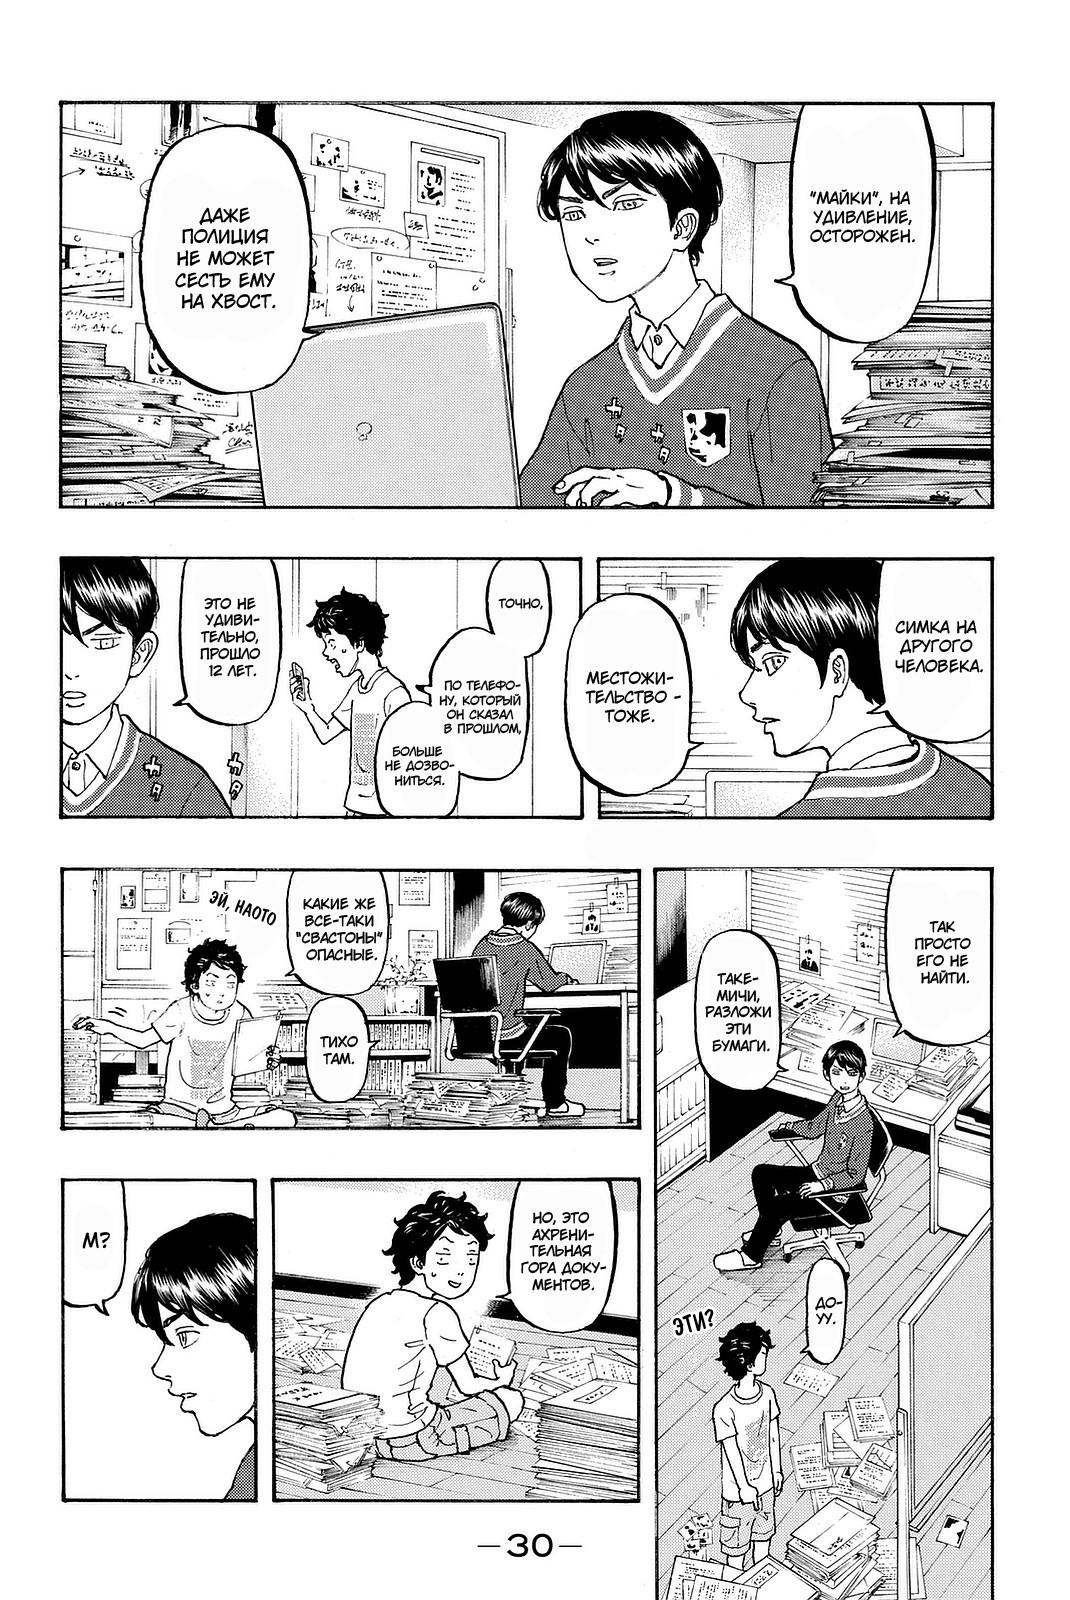 "МАЙКИ", НА
УДИВЛЕНИЕ,
ОСТОРОЖЕН.
ДАЖЕ
ПОЛИЦИЯ
НЕ МОЖЕТ
СЕСТЬ ЕМУ
НА ХВОСТ.
СИМКА НА
ДРУГОГО
ЧЕЛОВЕКА.
МЕСТОЖИ-
ТЕЛЬСТВО -
ТОЖЕ.
ТОЧНО,
ПО ТЕЛЕФО-
НУ, КОТОРЫЙ
ОН СКАЗАЛ
В ПРОШЛОМ,
БОЛЬШЕ
НЕ ДОЗВО-
НИТЬСЯ.
ЭТО НЕ
УДИВИ-
ТЕЛЬНО,
ПРОШЛО
12 ЛЕТ.
ТАК
ПРОСТО
ЕГО НЕ
НАЙТИ.
ТАКЕ-
МИЧИ,
РАЗЛОЖИ
ЭТИ
БУМАГИ.
ДО-
УУ.
ЭТИ?
КАКИЕ ЖЕ
ВСЕ-ТАКИ
"СВАСТОНЫ"
ОПАСНЫЕ.
ЭЙ, НАОТО
ТИХО
ТАМ.
НО, ЭТО
АХРЕНИ-
ТЕЛЬНАЯ
ГОРА ДОКУ-
МЕНТОВ.
М?
—30—